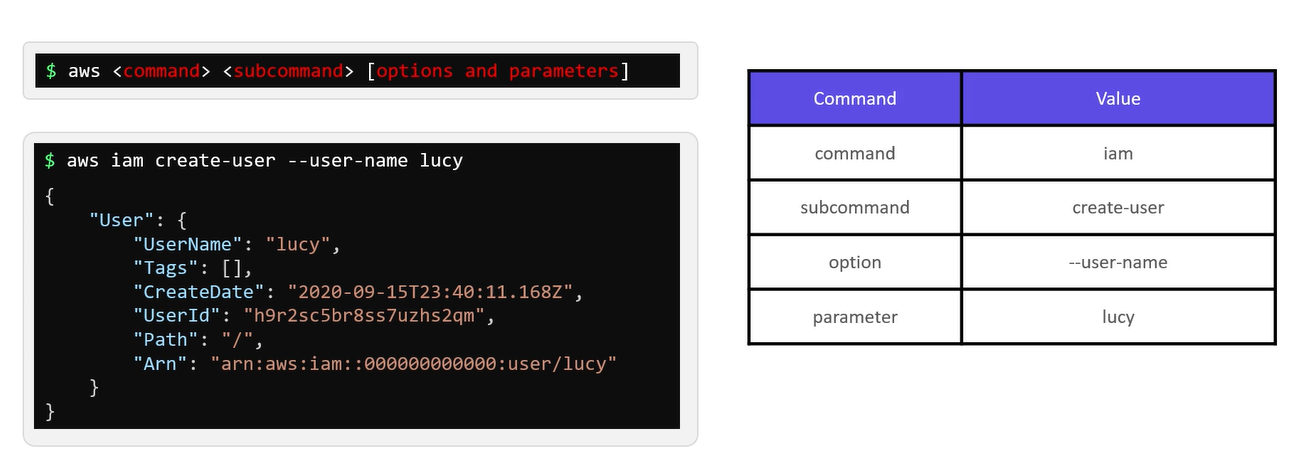 $ aws <command> <subcommand> [options and parameters]
$ aws iam create-user --user-name lucy
{
    "User": {
        "UserName": "lucy",
        "Tags": [],
        "CreateDate": "2020-09-15T23:40:11.168Z",
        "UserId": "h9r2sc5br8ss7uzhs2qm",
        "Path": "/",
        "Arn": "arn:aws:iam::000000000000:user/lucy"
    }
}
Command Value
command iam
subcommand create-user
option --user-name
parameter lucy